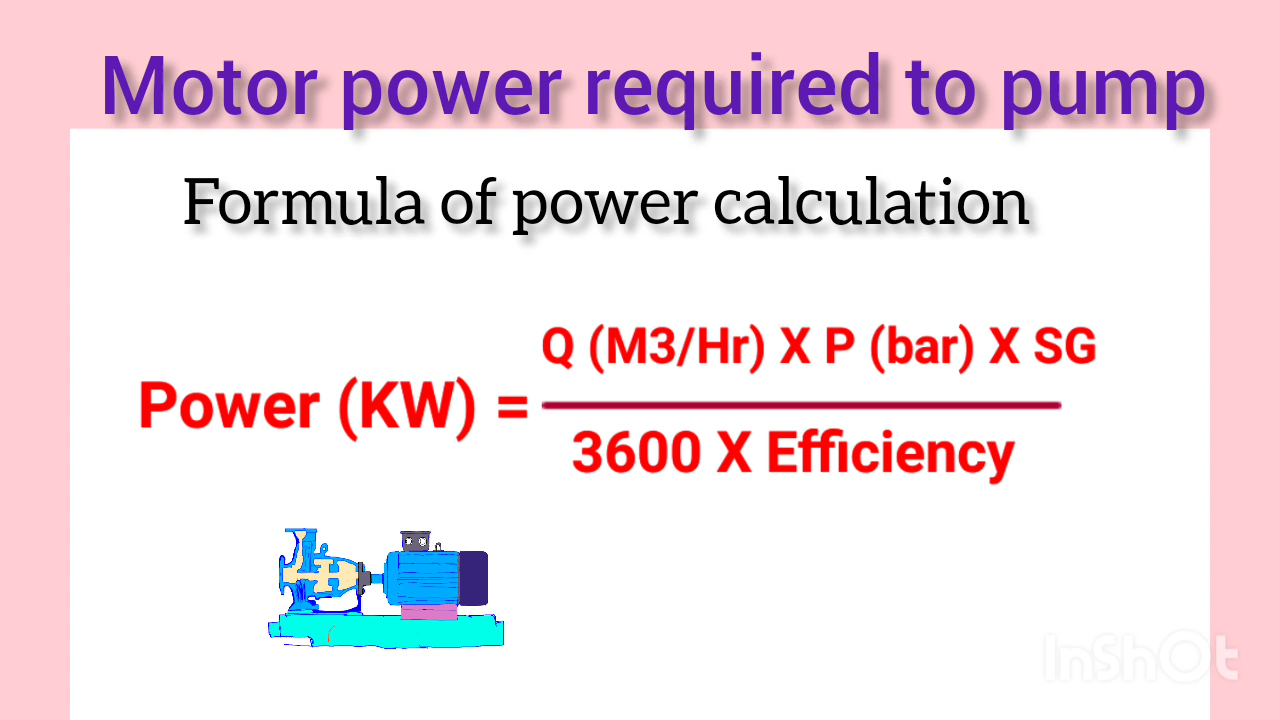 Motor power required to pump
Formula of power calculation
Q (M3/Hr) X P (bar) X SG
Power (KW) =
3600 X Efficiency
InShOt